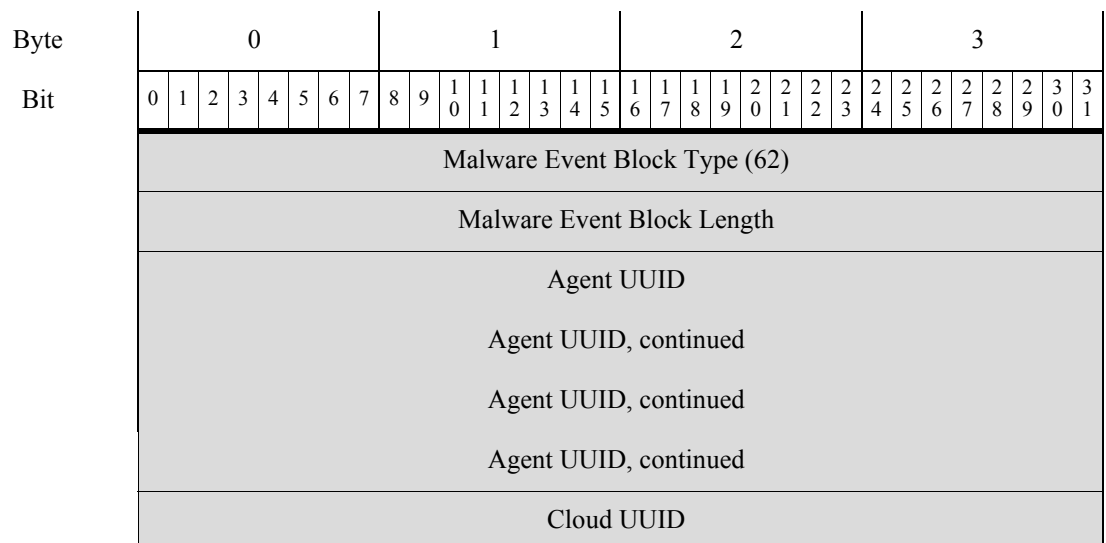 Byte 0 1 2 3
Bit 0 1 2 3 4 5 6 7 8 9 10 11 12 13 14 15 16 17 18 19 20 21 22 23 24 25 26 27 28 29 30 31
Malware Event Block Type (62)
Malware Event Block Length
Agent UUID
Agent UUID, continued
Agent UUID, continued
Agent UUID, continued
Cloud UUID